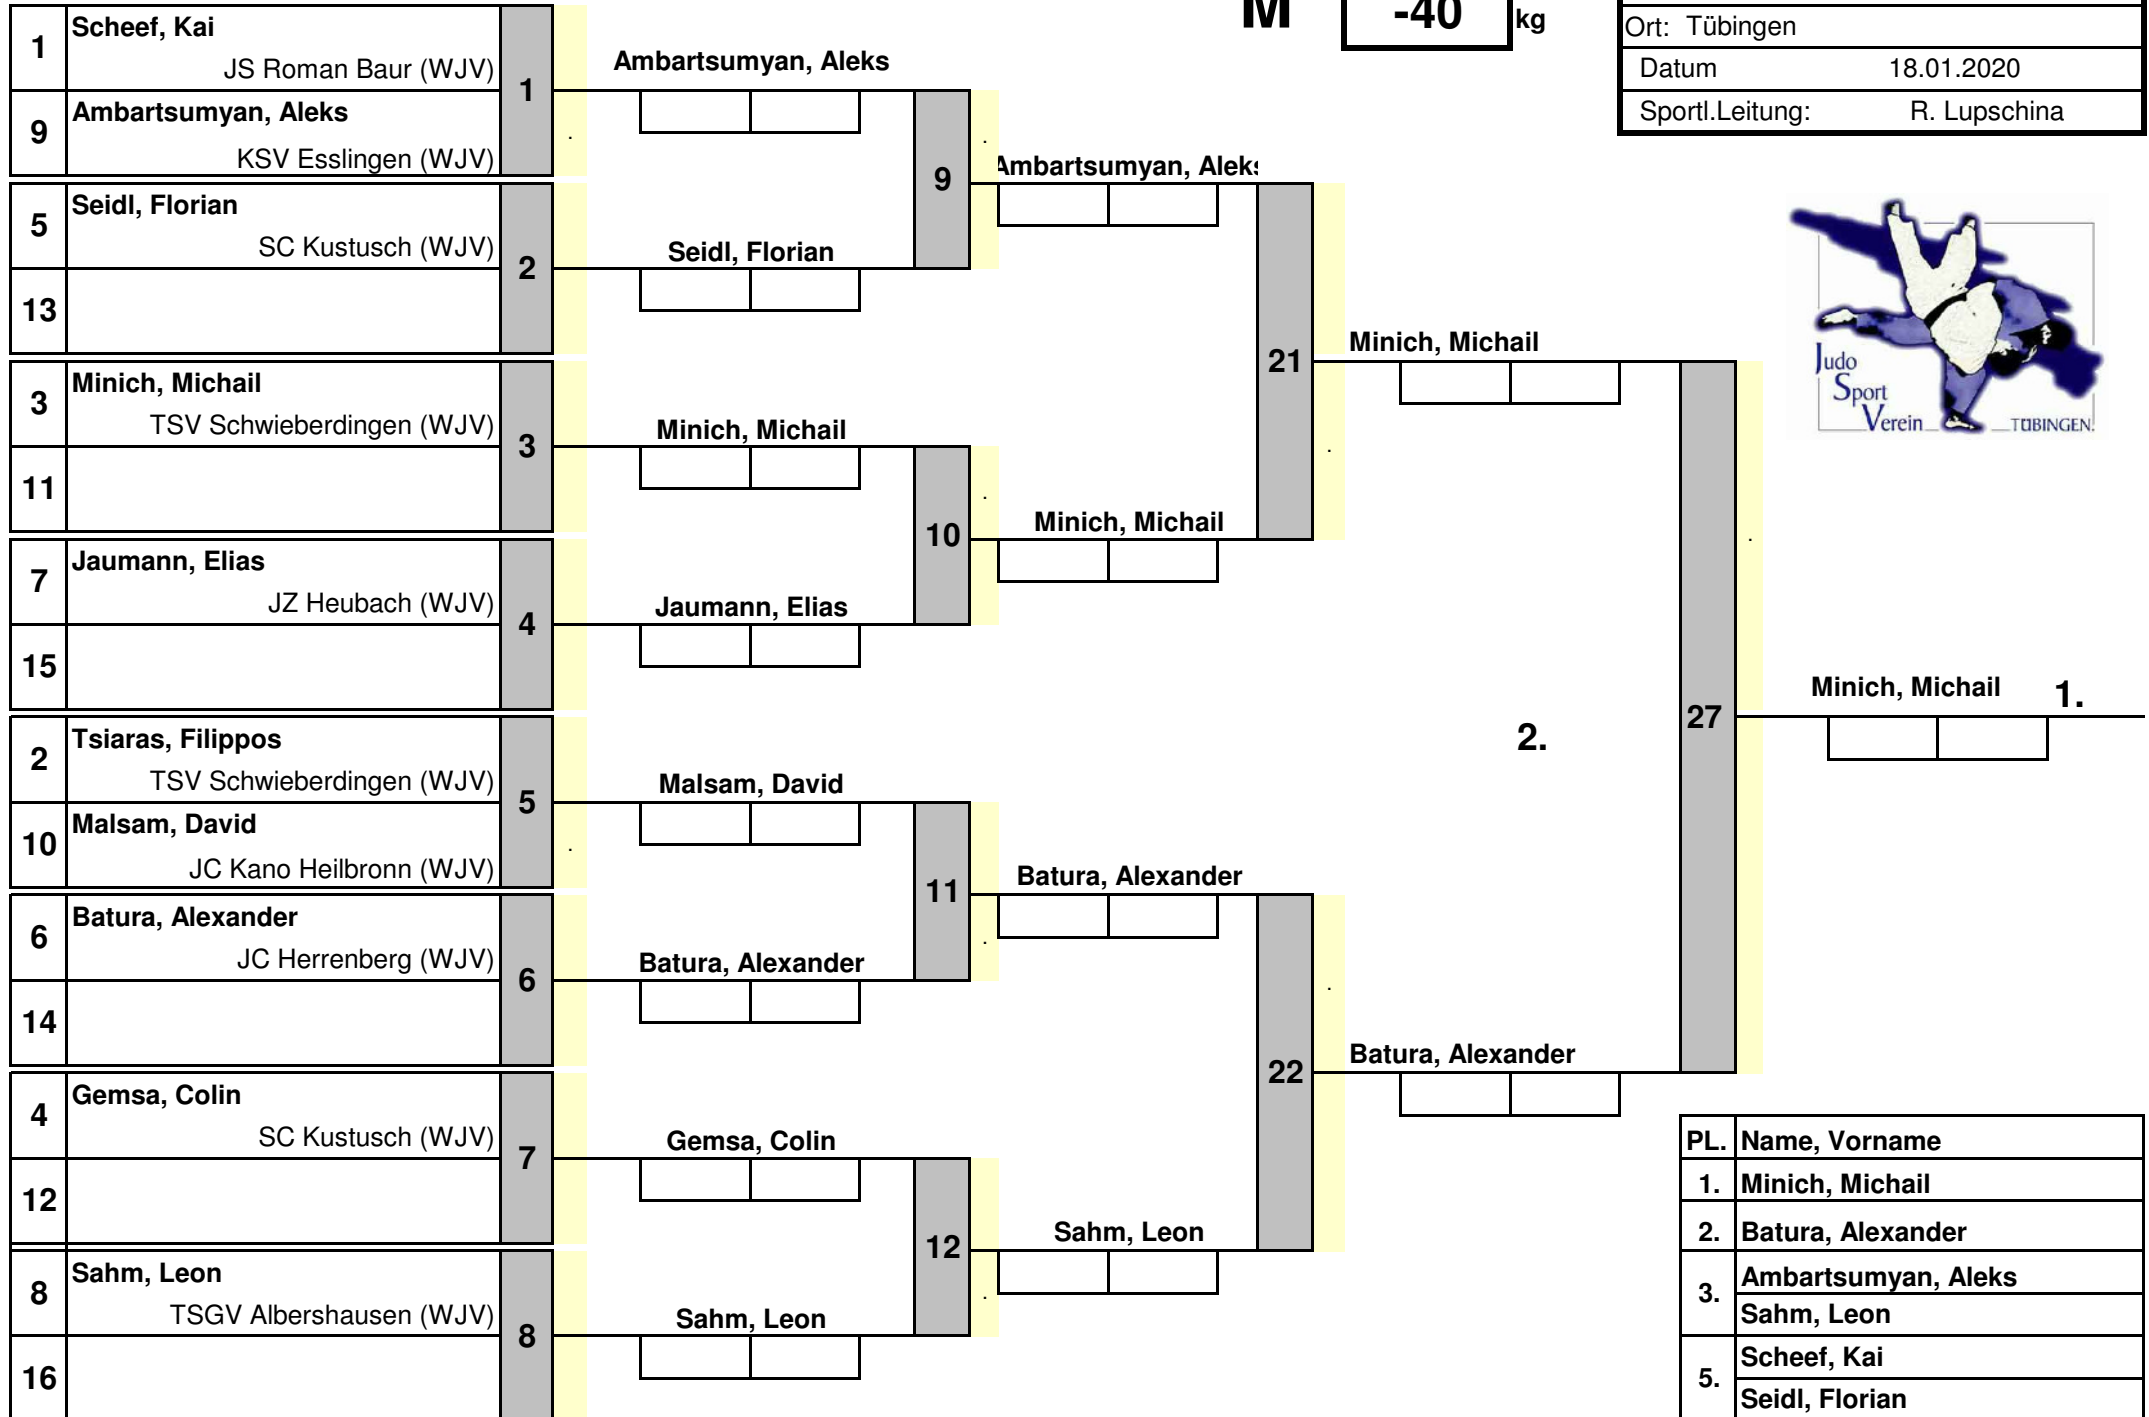 M -40 kg
Ort: Tübingen
Datum 18.01.2020
Sportl.Leitung: R. Lupschina
1 Scheef, Kai
JS Roman Baur (WJV)
9 Ambartsumyan, Aleks
KSV Esslingen (WJV)
1
5 Seidl, Florian
SC Kustusch (WJV)
13
2
3 Minich, Michail
TSV Schwieberdingen (WJV)
11
3
7 Jaumann, Elias
JZ Heubach (WJV)
15
4
2 Tsiaras, Filippos
TSV Schwieberdingen (WJV)
10 Malsam, David
JC Kano Heilbronn (WJV)
5
6 Batura, Alexander
JC Herrenberg (WJV)
14
6
4 Gemsa, Colin
SC Kustusch (WJV)
12
7
8 Sahm, Leon
TSGV Albershausen (WJV)
16
8
Ambartsumyan, Aleks
Seidl, Florian
9
Minich, Michail
Jaumann, Elias
10
Malsam, David
Batura, Alexander
11
Gemsa, Colin
Sahm, Leon
12
Ambartsumyan, Aleks
Minich, Michail
21
Batura, Alexander
Sahm, Leon
22
Minich, Michail
2.
Batura, Alexander
27
Minich, Michail 1.
Judo
Sport
Verein TÜBINGEN
PL. Name, Vorname
1. Minich, Michail
2. Batura, Alexander
3. Ambartsumyan, Aleks
Sahm, Leon
5. Scheef, Kai
Seidl, Florian